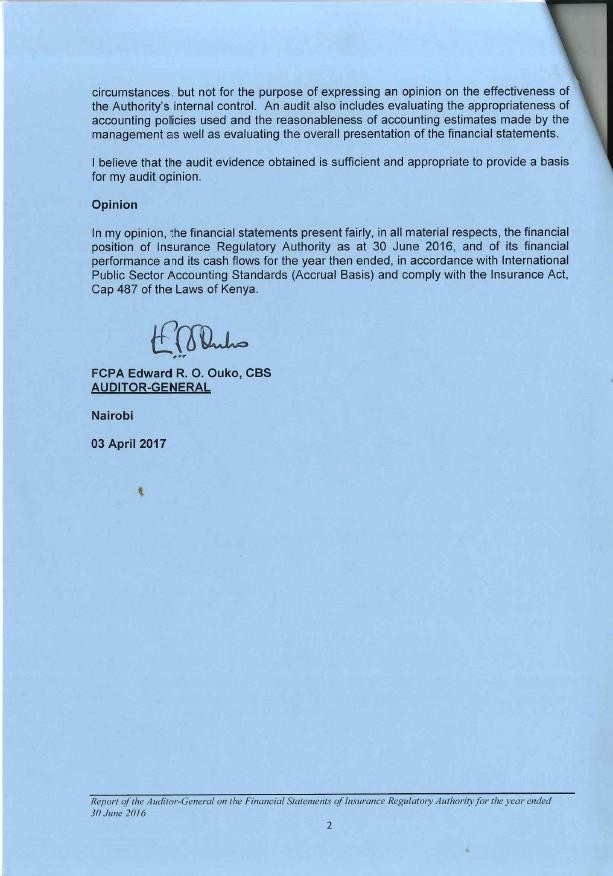 circumstances, but not for the purpose of expressing an opinion on the effectiveness of
the Authority's internal control. An audit also includes evaluating the appropriateness of
accounting policies used and the reasonableness of accounting estimates made by the
management as well as evaluating the overall presentation of the financial statements.
I believe that the audit evidence obtained is sufficient and appropriate to provide a basis
for my audit opinion.
Opinion
In my opinion, the financial statements present fairly, in all material respects, the financial
position of Insurance Regulatory Authority as at 30 June 2016, and of its financial
performance and its cash flows for the year then ended, in accordance with International
Public Sector Accounting Standards (Accrual Basis) and comply with the Insurance Act,
Cap 487 of the Laws of Kenya.
FCPA Edward R. O. Ouko, CBS
AUDITOR-GENERAL
Nairobi
03 April 2017
Report of the Auditor-General on the Financial Statements of Insurance Regulatory Authority for the year ended
30 June 2016
2